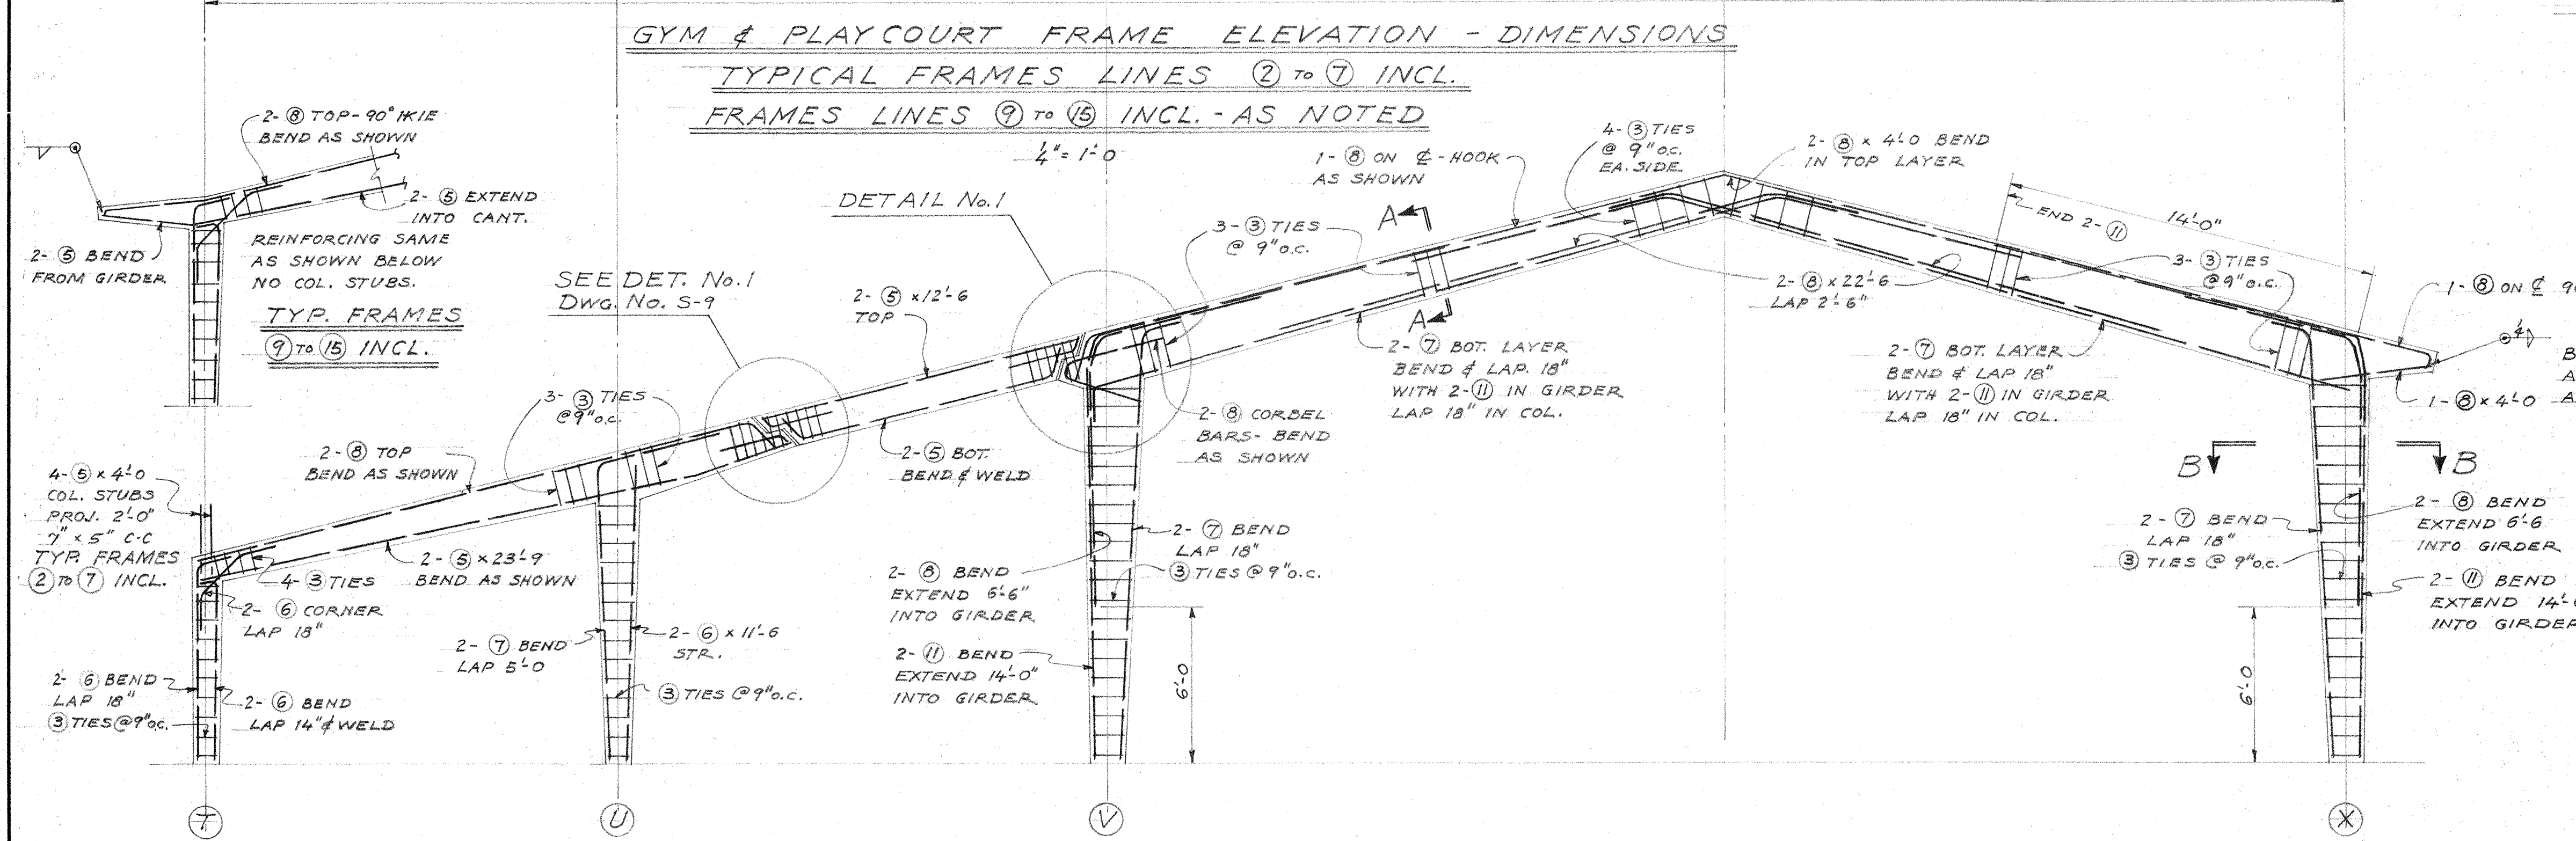 GYM & PLAYCOURT FRAME ELEVATION - DIMENSIONS
TYPICAL FRAMES LINES 2 TO 7 INCL.
FRAMES LINES 9 TO 15 INCL. - AS NOTED
1/4" = 1'-0
2- 8 TOP-90° HKIE
BEND AS SHOWN
2- 5 EXTEND
INTO CANT.
2- 5 BEND
FROM GIRDER
REINFORCING SAME
AS SHOWN BELOW
NO COL. STUBS.
TYP. FRAMES
9 TO 15 INCL.
DETAIL No.1
SEE DET. No.1
DWG. No. S-9
2- 5 x 12'-6
TOP
3- 3 TIES
@ 9" o.c.
1- 8 ON ℄ - HOOK
AS SHOWN
4- 3 TIES
@ 9" o.c.
EA. SIDE
2- 8 x 4'-0 BEND
IN TOP LAYER
A
A
END 2- 11
14'-0"
3- 3 TIES
@ 9" o.c.
2- 8 x 22'-6
LAP 2'-6"
1- 8 ON ℄
1/4
1- 8 x 4'-0
2- 7 BOT. LAYER
BEND & LAP. 18"
WITH 2- 11 IN GIRDER
LAP 18" IN COL.
2- 7 BOT. LAYER
BEND & LAP 18"
WITH 2- 11 IN GIRDER
LAP 18" IN COL.
3- 3 TIES
@ 9" o.c.
2- 8 CORBEL
BARS- BEND
AS SHOWN
2- 8 TOP
BEND AS SHOWN
2- 5 BOT.
BEND & WELD
4- 5 x 4'-0
COL. STUBS
PROJ. 2'-0"
7" x 5" C-C
TYP. FRAMES
2 TO 7 INCL.
B
B
4- 3 TIES
2- 5 x 23'-9
BEND AS SHOWN
2- 6 CORNER
LAP 18"
2- 7 BEND
LAP 18"
3 TIES @ 9" o.c.
2- 8 BEND
EXTEND 6'-6"
INTO GIRDER
2- 7 BEND
LAP 18"
3 TIES @ 9" o.c.
2- 8 BEND
EXTEND 6'-6
INTO GIRDER
2- 11 BEND
EXTEND 14'-
INTO GIRDER
2- 7 BEND
LAP 5'-0
2- 6 x 11'-6
STR.
3 TIES @ 9" o.c.
2- 11 BEND
EXTEND 14'-0"
INTO GIRDER
6'-0
6'-0
2- 6 BEND
LAP 18"
3 TIES @ 9" o.c.
2- 6 BEND
LAP 14" & WELD
T
U
V
X